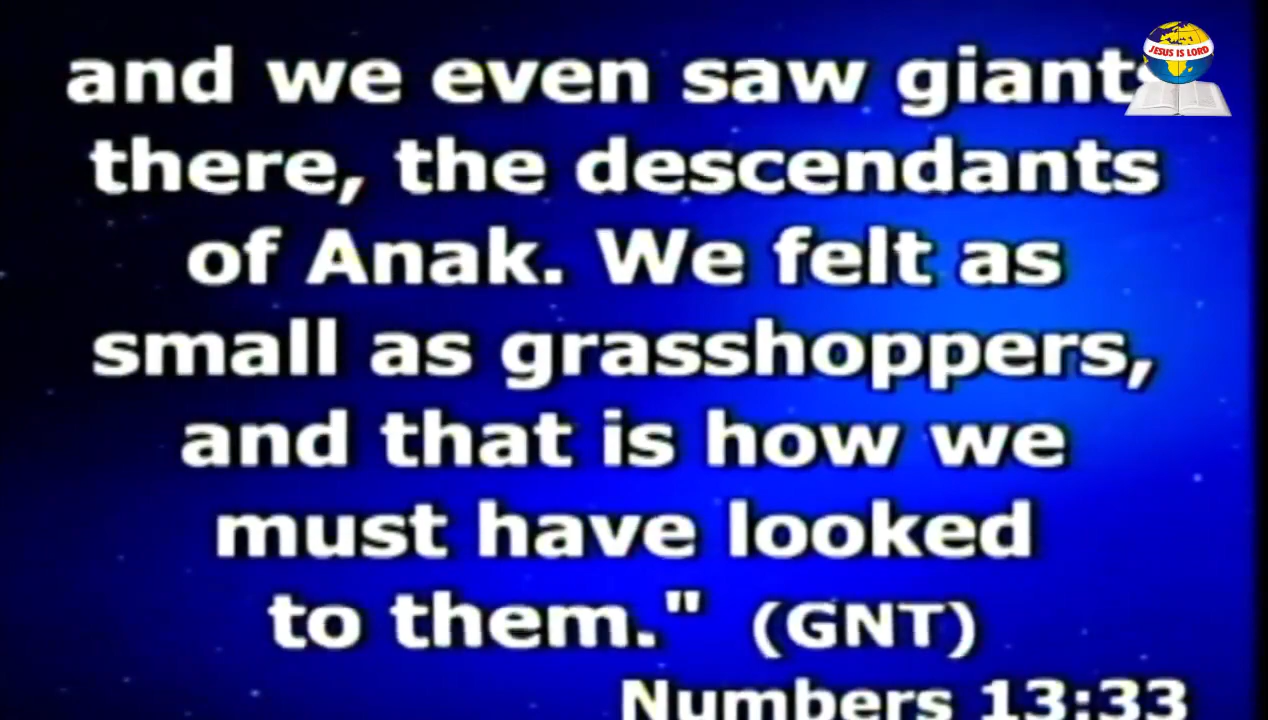 and we even saw giants
JESUS IS LORD
there, the descendants
of Anak. We felt as
small as grasshoppers,
and that is how we
must have looked
to them." (GNT)
Numbers 13:33